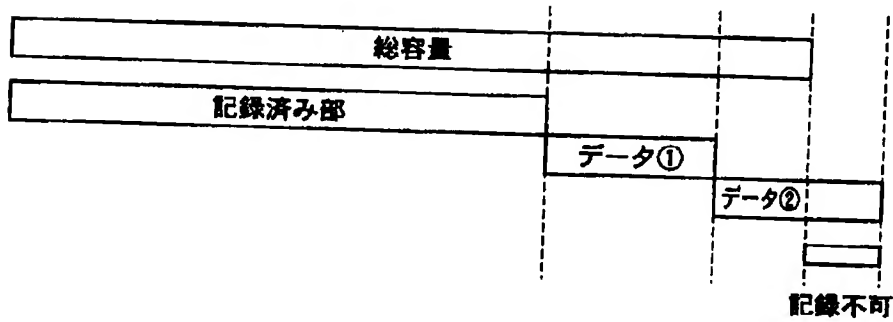 総容量
記録済み部
データ①
データ②
記録不可